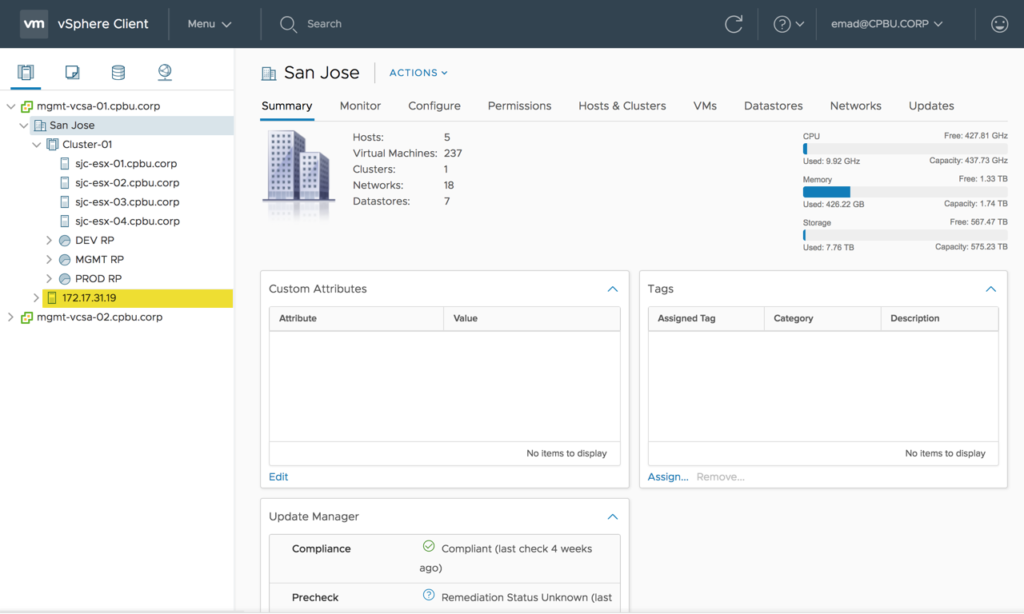 vm vSphere Client Menu Search emad@CPBU.CORP
mgmt-vcsa-01.cpbu.corp
San Jose
Cluster-01
sjc-esx-01.cpbu.corp
sjc-esx-02.cpbu.corp
sjc-esx-03.cpbu.corp
sjc-esx-04.cpbu.corp
DEV RP
MGMT RP
PROD RP
172.17.31.19
mgmt-vcsa-02.cpbu.corp
San Jose ACTIONS
Summary Monitor Configure Permissions Hosts & Clusters VMs Datastores Networks Updates
Hosts: 5
Virtual Machines: 237
Clusters: 1
Networks: 18
Datastores: 7
CPU Free: 427.81 GHz
Used: 9.92 GHz Capacity: 437.73 GHz
Memory Free: 1.33 TB
Used: 426.22 GB Capacity: 1.74 TB
Storage Free: 567.47 TB
Used: 7.76 TB Capacity: 575.23 TB
Custom Attributes
Attribute Value
No items to display
Edit
Tags
Assigned Tag Category Description
No items to display
Assign... Remove...
Update Manager
Compliance Compliant (last check 4 weeks
ago)
Precheck Remediation Status Unknown (last